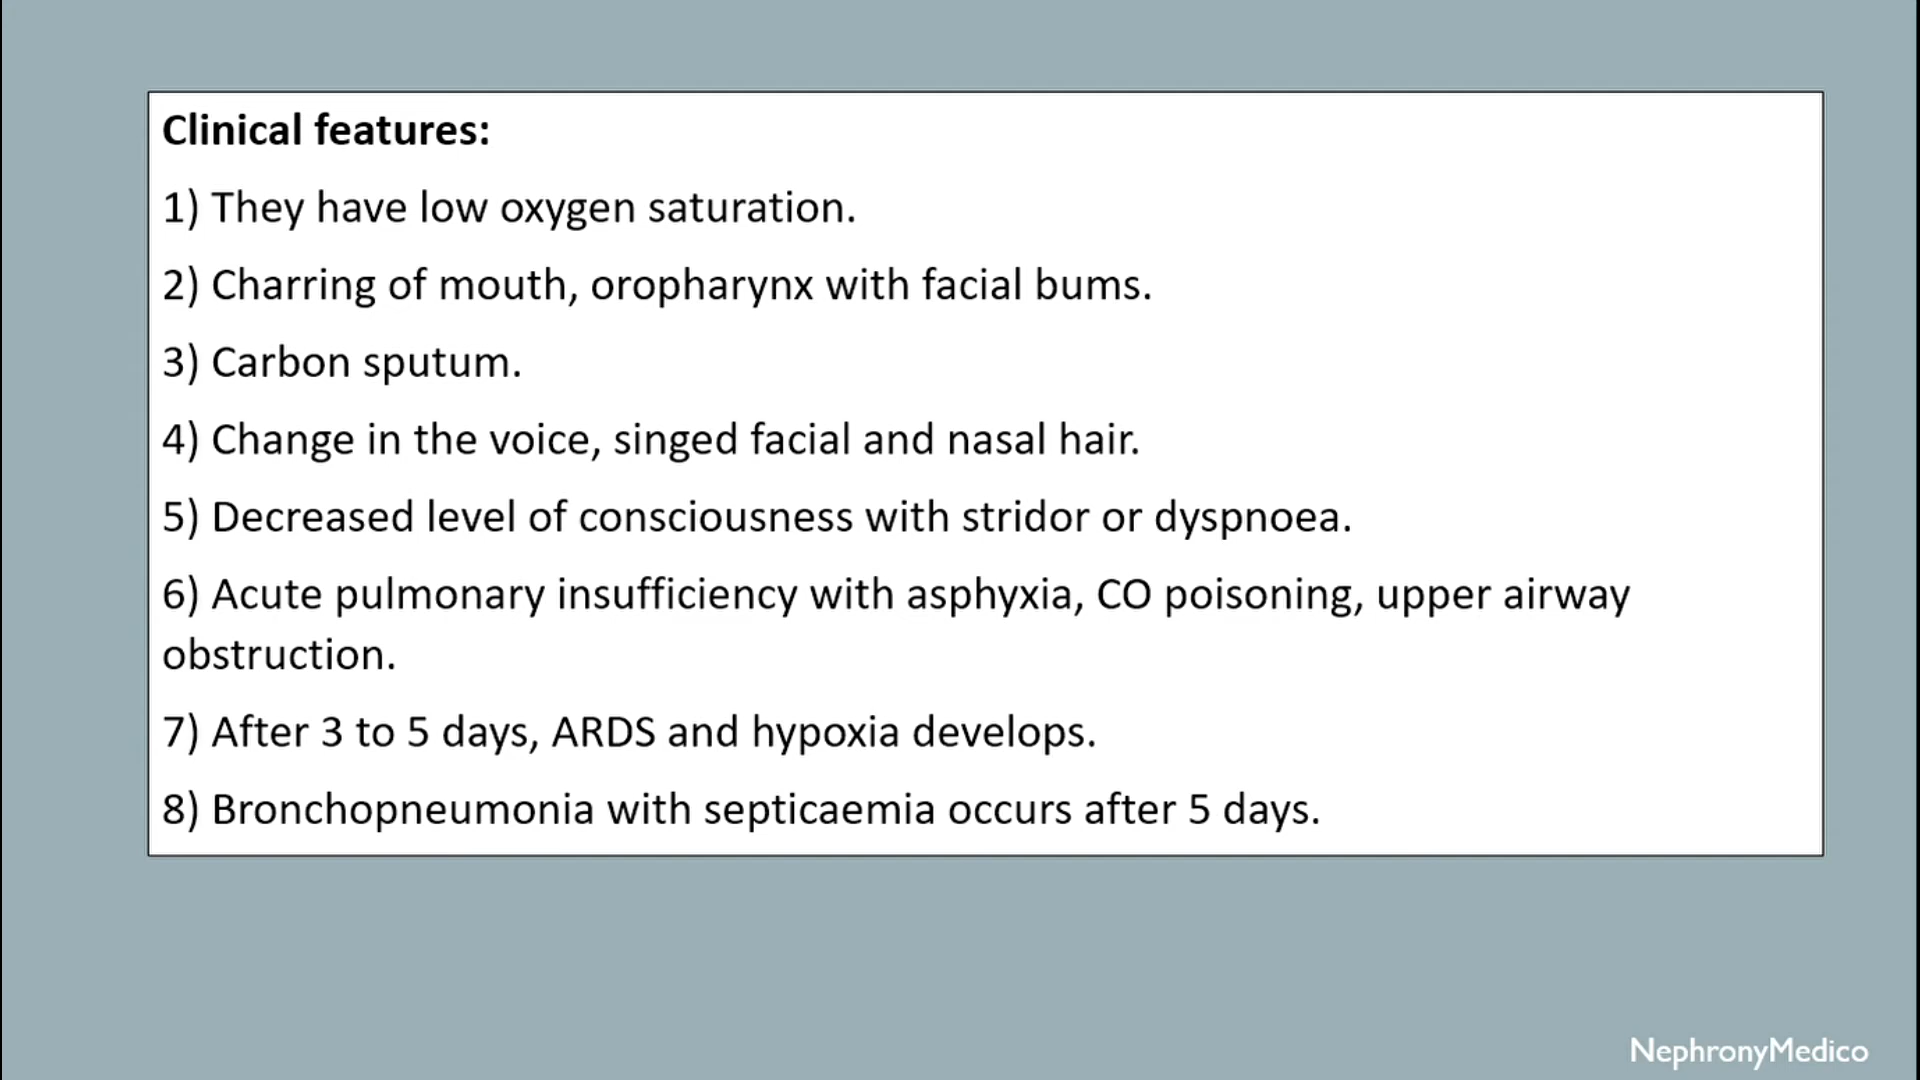 Clinical features:
1) They have low oxygen saturation.
2) Charring of mouth, oropharynx with facial bums.
3) Carbon sputum.
4) Change in the voice, singed facial and nasal hair.
5) Decreased level of consciousness with stridor or dyspnoea.
6) Acute pulmonary insufficiency with asphyxia, CO poisoning, upper airway
obstruction.
7) After 3 to 5 days, ARDS and hypoxia develops.
8) Bronchopneumonia with septicaemia occurs after 5 days.
NephronyMedico